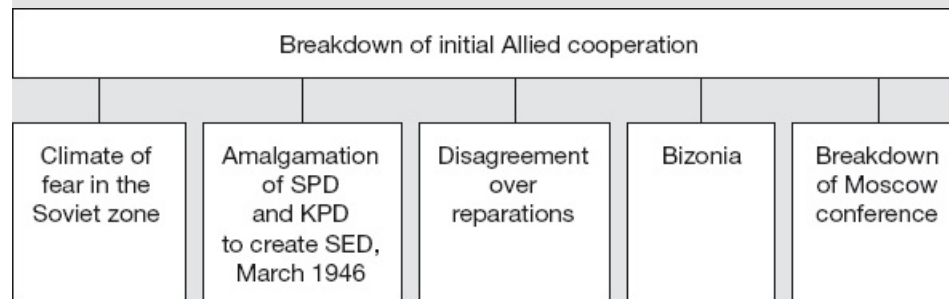 Breakdown of initial Allied cooperation
Climate of
fear in the
Soviet zone
Amalgamation
of SPD
and KPD
to create SED,
March 1946
Disagreement
over
reparations
Bizonia
Breakdown
of Moscow
conference